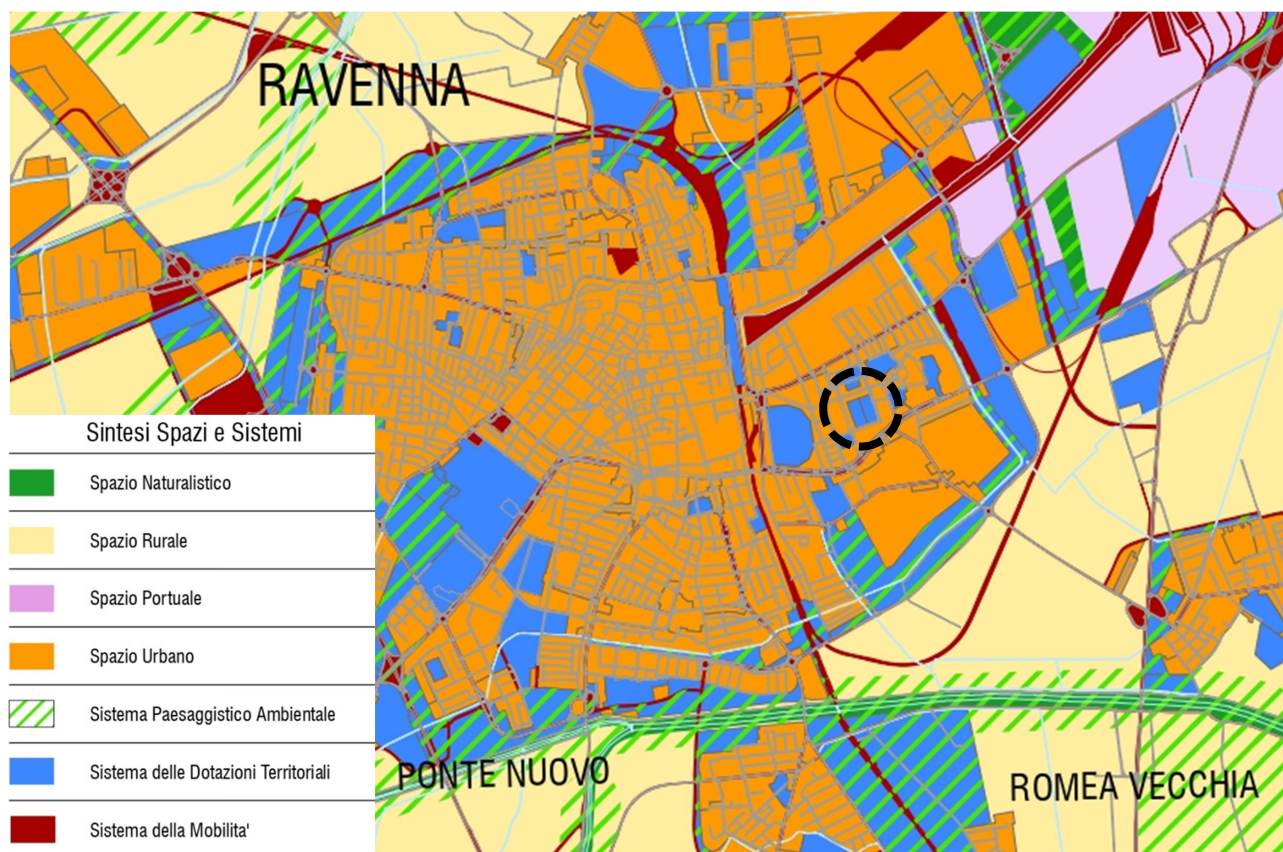 RAVENNA
Sintesi Spazi e Sistemi
Spazio Naturalistico
Spazio Rurale
Spazio Portuale
Spazio Urbano
Sistema Paesaggistico Ambientale
Sistema delle Dotazioni Territoriali
Sistema della Mobilita'
PONTE NUOVO
ROMEA VECCHIA